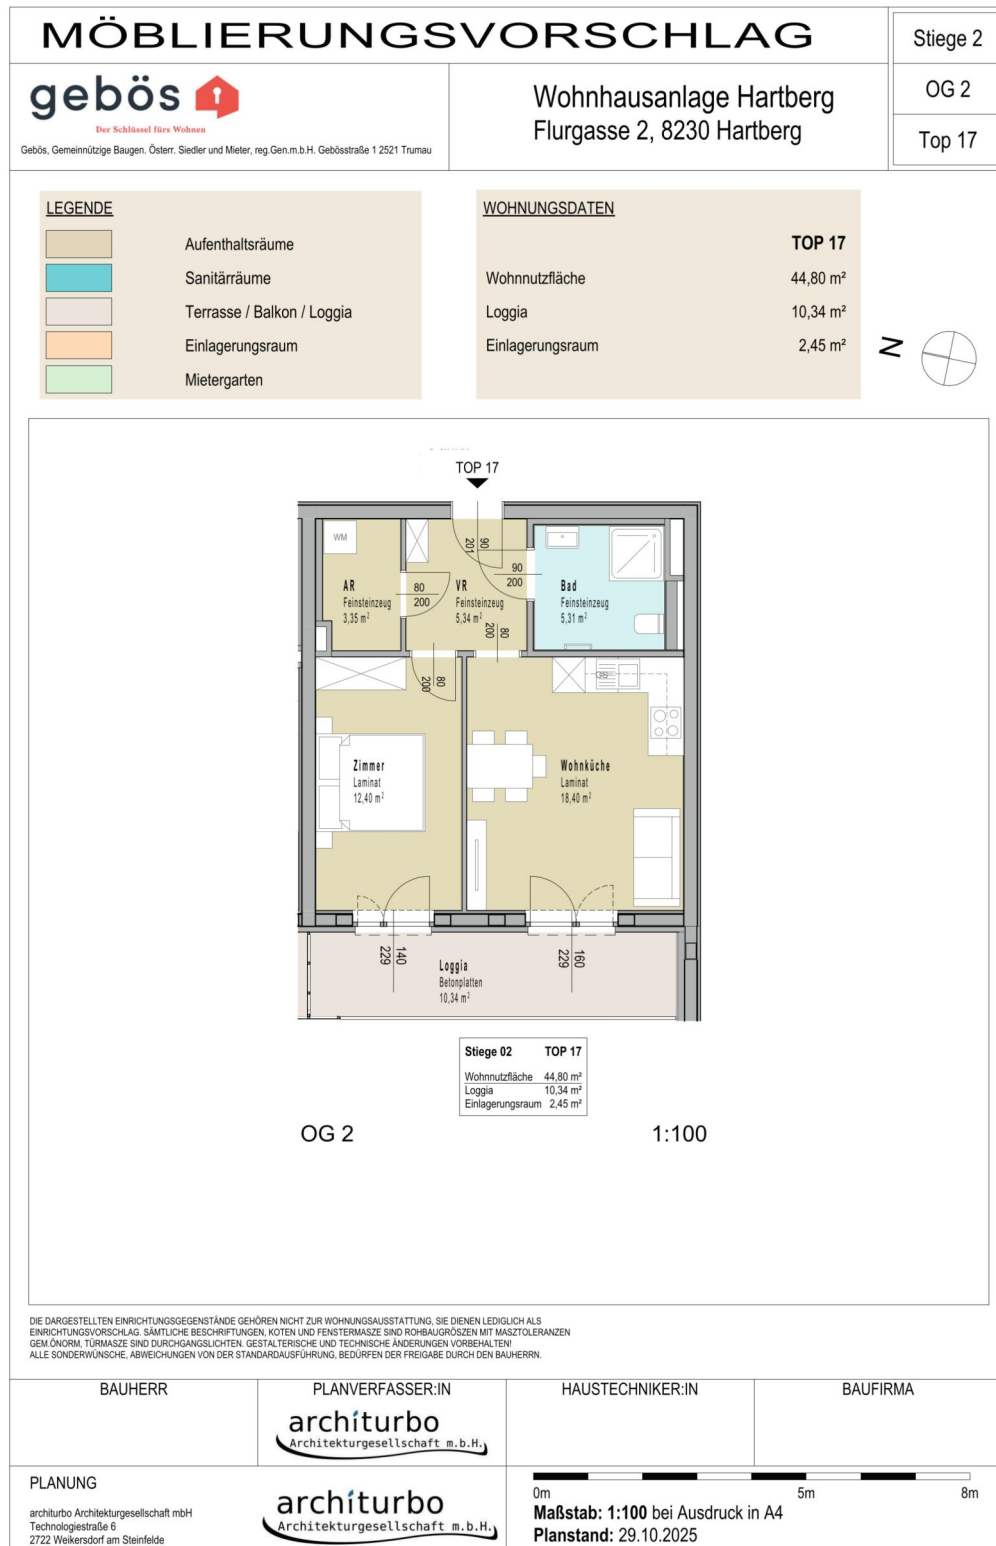 MÖBLIERUNGSVORSCHLAG
Stiege 2
OG 2
Top 17
gebös
Der Schlüssel fürs Wohnen
Gebös, Gemeinnützige Baugen. Österr. Siedler und Mieter, reg.Gen.m.b.H. Gebösstraße 1 2521 Trumau
Wohnhausanlage Hartberg
Flurgasse 2, 8230 Hartberg
LEGENDE
Aufenthaltsräume
Sanitärräume
Terrasse / Balkon / Loggia
Einlagerungsraum
Mietergarten
WOHNUNGSDATEN
TOP 17
Wohnnutzfläche 44,80 m²
Loggia 10,34 m²
Einlagerungsraum 2,45 m²
N
TOP 17
WM
AR
Feinsteinzeug
3,35 m²
80
200
VR
Feinsteinzeug
5,34 m²
90
201
90
200
Bad
Feinsteinzeug
5,31 m²
80
200
80
200
GS
Zimmer
Laminat
12,40 m²
Wohnküche
Laminat
18,40 m²
140
229
160
229
Loggia
Betonplatten
10,34 m²
Stiege 02 TOP 17
Wohnnutzfläche 44,80 m²
Loggia 10,34 m²
Einlagerungsraum 2,45 m²
OG 2
1:100
DIE DARGESTELLTEN EINRICHTUNGSGEGENSTÄNDE GEHÖREN NICHT ZUR WOHNUNGSAUSSTATTUNG, SIE DIENEN LEDIGLICH ALS
EINRICHTUNGSVORSCHLAG. SÄMTLICHE BESCHRIFTUNGEN, KOTEN UND FENSTERMASZE SIND ROHBAUGRÖSZEN MIT MASZTOLERANZEN
GEM.ÖNORM, TÜRMASZE SIND DURCHGANGSLICHTEN. GESTALTERISCHE UND TECHNISCHE ÄNDERUNGEN VORBEHALTEN!
ALLE SONDERWÜNSCHE, ABWEICHUNGEN VON DER STANDARDAUSFÜHRUNG, BEDÜRFEN DER FREIGABE DURCH DEN BAUHERRN.
BAUHERR
PLANVERFASSER:IN
HAUSTECHNIKER:IN
BAUFIRMA
architurbo
Architekturgesellschaft m.b.H.
PLANUNG
architurbo Architekturgesellschaft mbH
Technologiestraße 6
2722 Weikersdorf am Steinfelde
architurbo
Architekturgesellschaft m.b.H.
0m 5m 8m
Maßstab: 1:100 bei Ausdruck in A4
Planstand: 29.10.2025